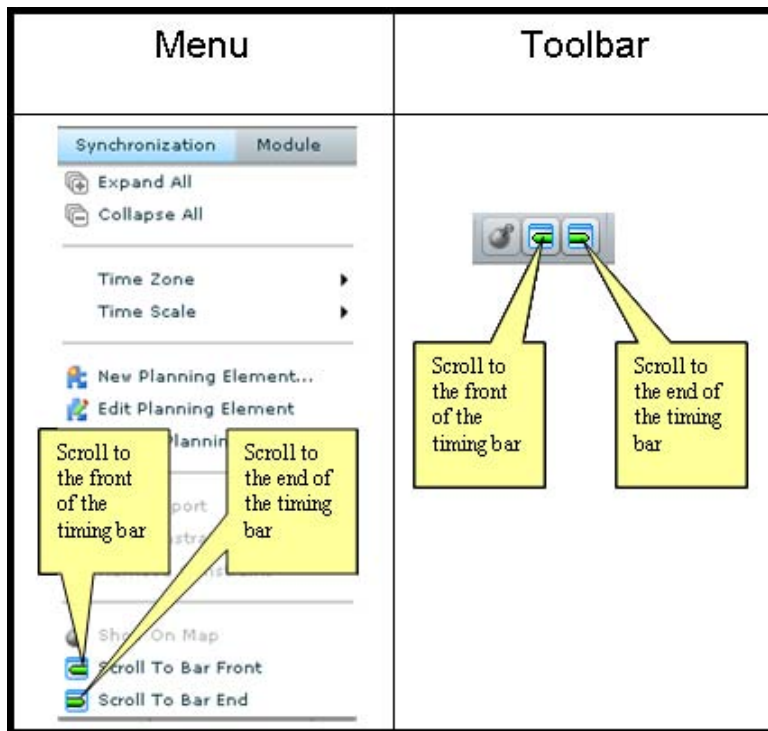 Menu
Toolbar
Synchronization Module
Expand All
Collapse All
Time Zone
Time Scale
New Planning Element...
Edit Planning Element
Scroll to
the front
of the
timing bar
Scroll to
the end of
the timing
bar
Show On Map
Scroll To Bar Front
Scroll To Bar End
Scroll to
the front
of the
timing bar
Scroll to
the end of
the timing
bar